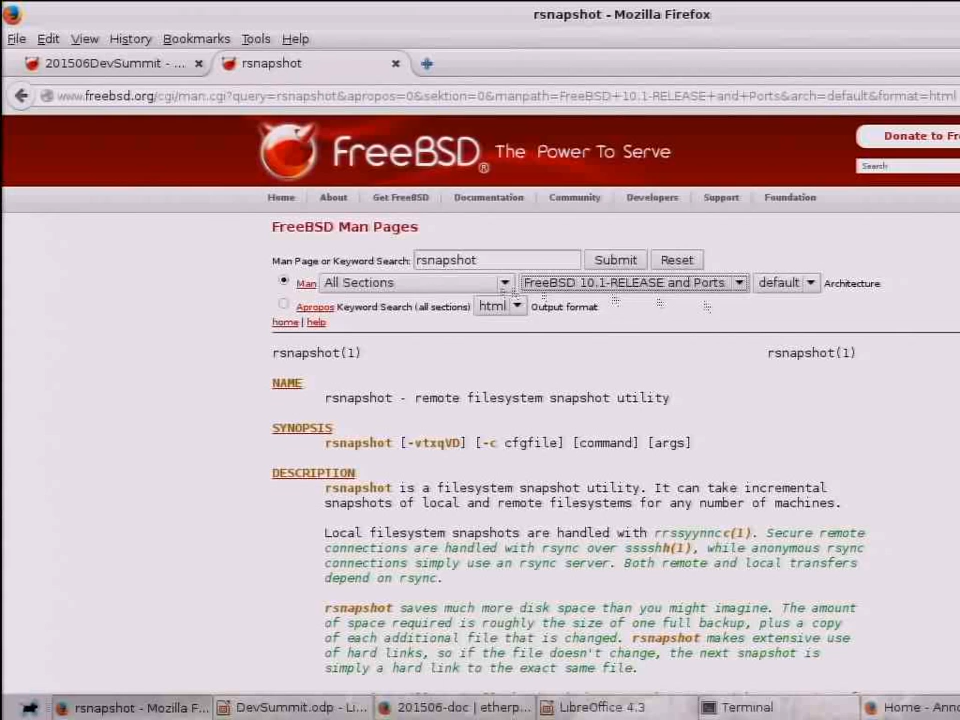 rsnapshot - Mozilla Firefox
File Edit View History Bookmarks Tools Help
201506DevSummit - ... rsnapshot
www.freebsd.org/cgi/man.cgi?query=rsnapshot&apropos=0&sektion=0&manpath=FreeBSD+10.1-RELEASE+and+Ports&arch=default&format=html
FreeBSD® The Power To Serve
Donate to Fre
Search
Home About Get FreeBSD Documentation Community Developers Support Foundation
FreeBSD Man Pages
Man Page or Keyword Search: rsnapshot Submit Reset
Man All Sections FreeBSD 10.1-RELEASE and Ports default Architecture
Apropos Keyword Search (all sections) html Output format
home | help
rsnapshot(1) rsnapshot(1)
NAME
rsnapshot - remote filesystem snapshot utility
SYNOPSIS
rsnapshot [-vtxqVD] [-c cfgfile] [command] [args]
DESCRIPTION
rsnapshot is a filesystem snapshot utility. It can take incremental
snapshots of local and remote filesystems for any number of machines.
Local filesystem snapshots are handled with rrssyynncc(1). Secure remote
connections are handled with rsync over sssshh(1), while anonymous rsync
connections simply use an rsync server. Both remote and local transfers
depend on rsync.
rsnapshot saves much more disk space than you might imagine. The amount
of space required is roughly the size of one full backup, plus a copy
of each additional file that is changed. rsnapshot makes extensive use
of hard links, so if the file doesn't change, the next snapshot is
simply a hard link to the exact same file.
rsnapshot - Mozilla F... DevSummit.odp - Li... 201506-doc | etherp... LibreOffice 4.3 Terminal Home - Anno